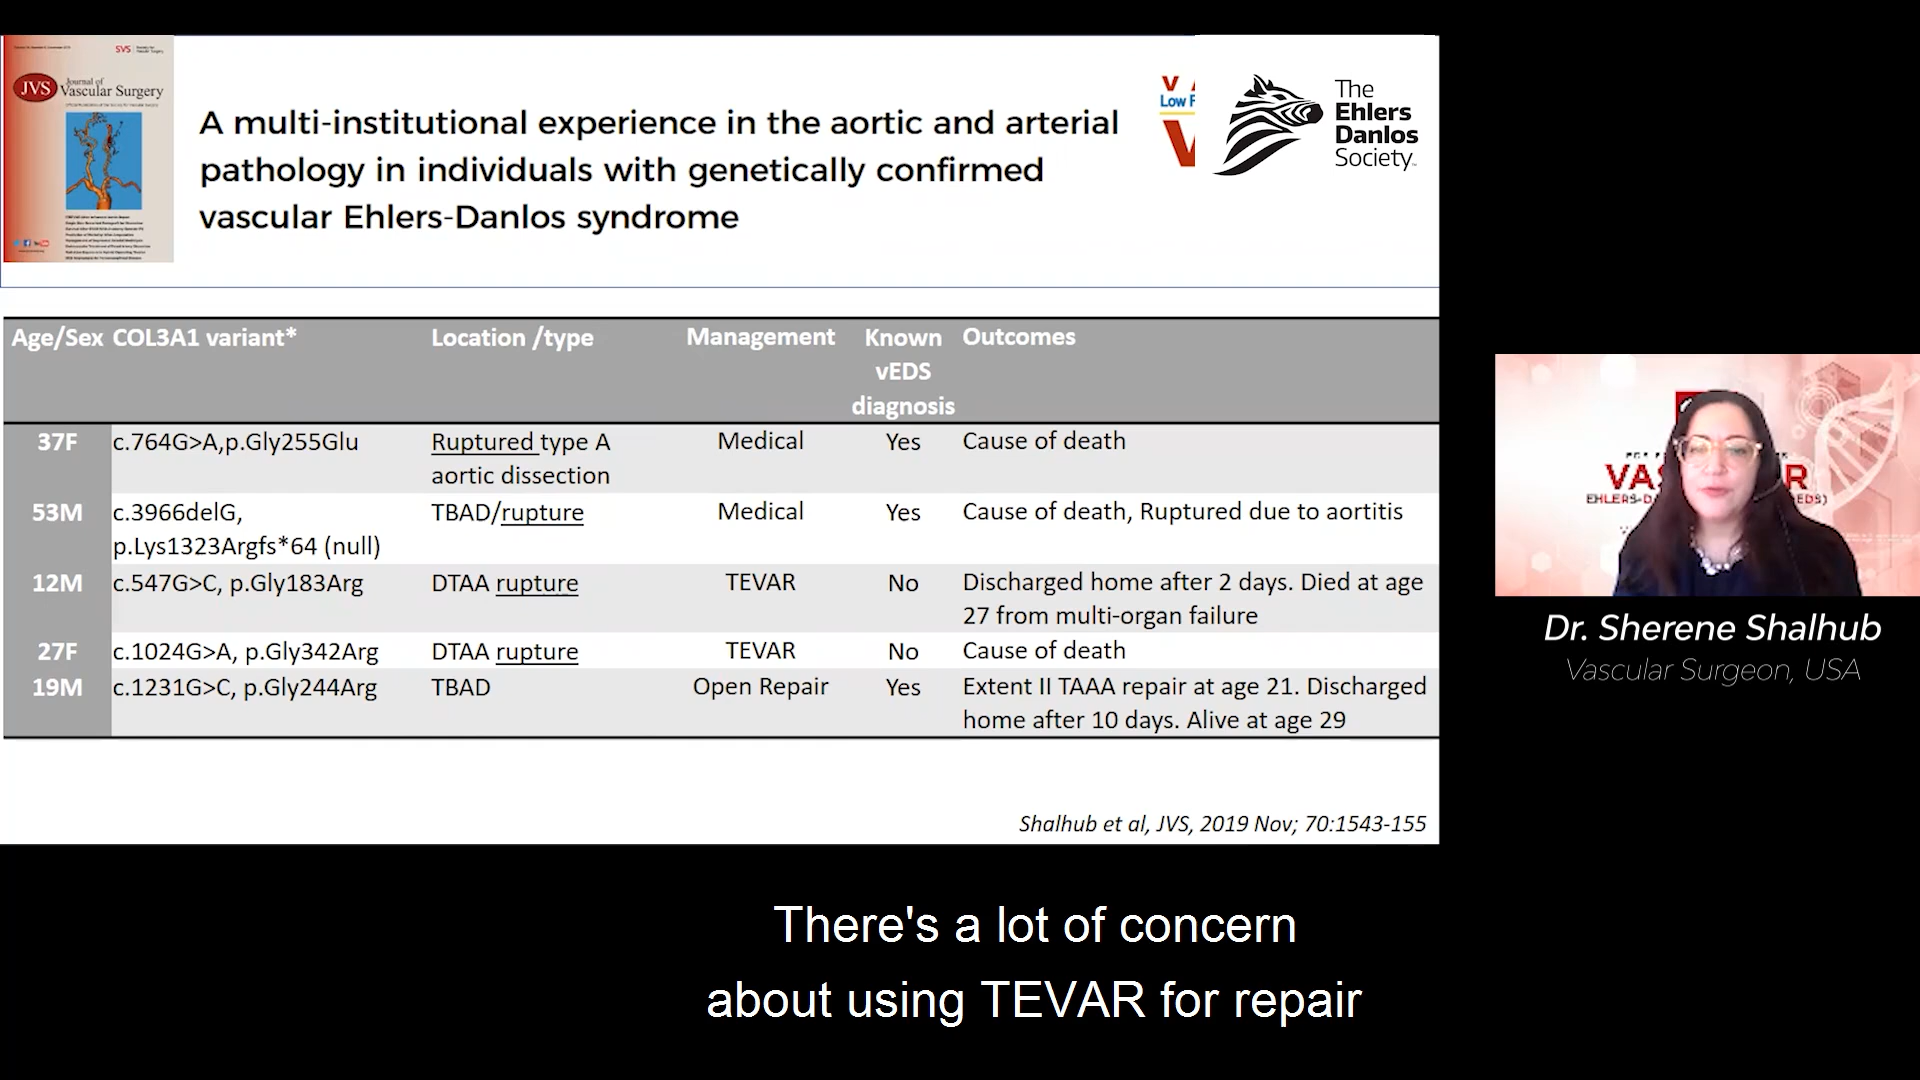 SVS
JVS
Journal of
Vascular Surgery
A multi-institutional experience in the aortic and arterial
pathology in individuals with genetically confirmed
vascular Ehlers-Danlos syndrome
Low
The
Ehlers
Danlos
Society
Age/Sex COL3A1 variant* Location /type Management Known vEDS diagnosis Outcomes
37F c.764G>A,p.Gly255Glu Ruptured type A aortic dissection Medical Yes Cause of death
53M c.3966delG, p.Lys1323Argfs*64 (null) TBAD/rupture Medical Yes Cause of death, Ruptured due to aortitis
12M c.547G>C, p.Gly183Arg DTAA rupture TEVAR No Discharged home after 2 days. Died at age 27 from multi-organ failure
27F c.1024G>A, p.Gly342Arg DTAA rupture TEVAR No Cause of death
19M c.1231G>C, p.Gly244Arg TBAD Open Repair Yes Extent II TAAA repair at age 21. Discharged home after 10 days. Alive at age 29
Shalhub et al, JVS, 2019 Nov; 70:1543-155
Dr. Sherene Shalhub
Vascular Surgeon, USA
There's a lot of concern
about using TEVAR for repair